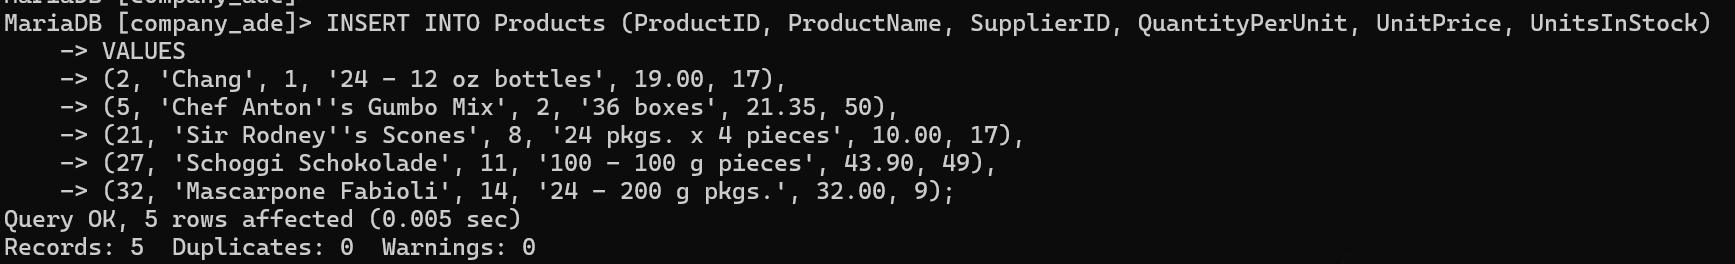 MariaDB [company_ade]>
MariaDB [company_ade]> INSERT INTO Products (ProductID, ProductName, SupplierID, QuantityPerUnit, UnitPrice, UnitsInStock)
-> VALUES
-> (2, 'Chang', 1, '24 - 12 oz bottles', 19.00, 17),
-> (5, 'Chef Anton''s Gumbo Mix', 2, '36 boxes', 21.35, 50),
-> (21, 'Sir Rodney''s Scones', 8, '24 pkgs. x 4 pieces', 10.00, 17),
-> (27, 'Schoggi Schokolade', 11, '100 - 100 g pieces', 43.90, 49),
-> (32, 'Mascarpone Fabioli', 14, '24 - 200 g pkgs.', 32.00, 9);
Query OK, 5 rows affected (0.005 sec)
Records: 5  Duplicates: 0  Warnings: 0